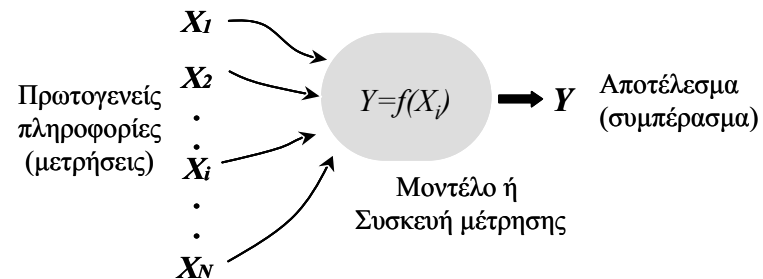 X1
X2
.
.
Xi
.
.
XN
Πρωτογενείς
πληροφορίες
(μετρήσεις)
Y=f(Xi)
Μοντέλο ή
Συσκευή μέτρησης
Y
Αποτέλεσμα
(συμπέρασμα)